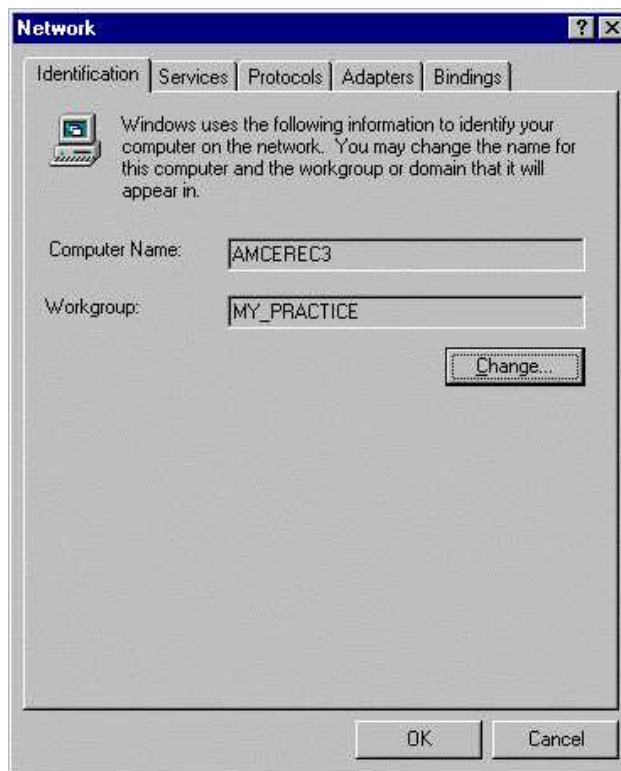 Network
Identification Services Protocols Adapters Bindings
Windows uses the following information to identify your
computer on the network. You may change the name for
this computer and the workgroup or domain that it will
appear in.
Computer Name: AMCEREC3
Workgroup: MY_PRACTICE
Change...
OK Cancel